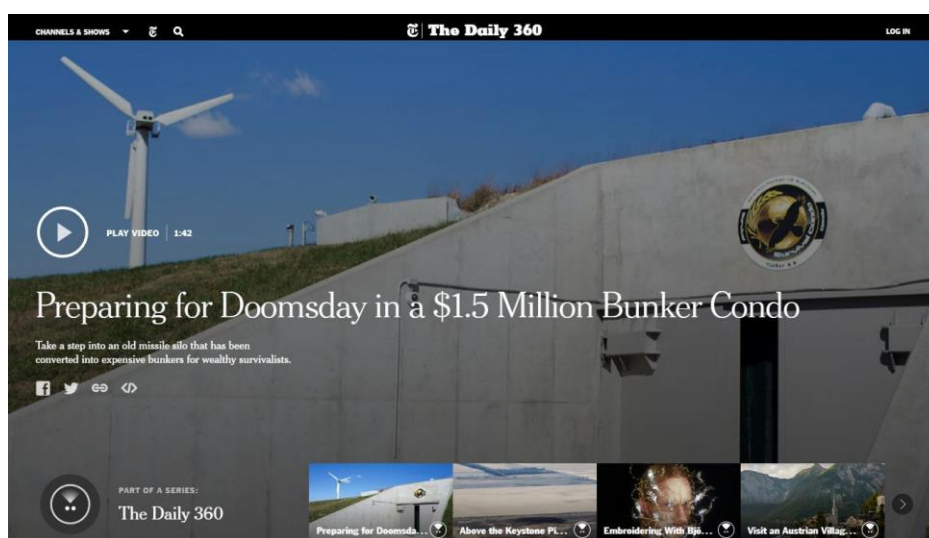 CHANNELS & SHOWS
The Daily 360
LOG IN
PLAY VIDEO 1:42
Preparing for Doomsday in a $1.5 Million Bunker Condo
Take a step into an old missile silo that has been
converted into expensive bunkers for wealthy survivalists.
PART OF A SERIES:
The Daily 360
Preparing for Doomsda...
Above the Keystone Pi...
Embroidering With Bjö...
Visit an Austrian Villag...